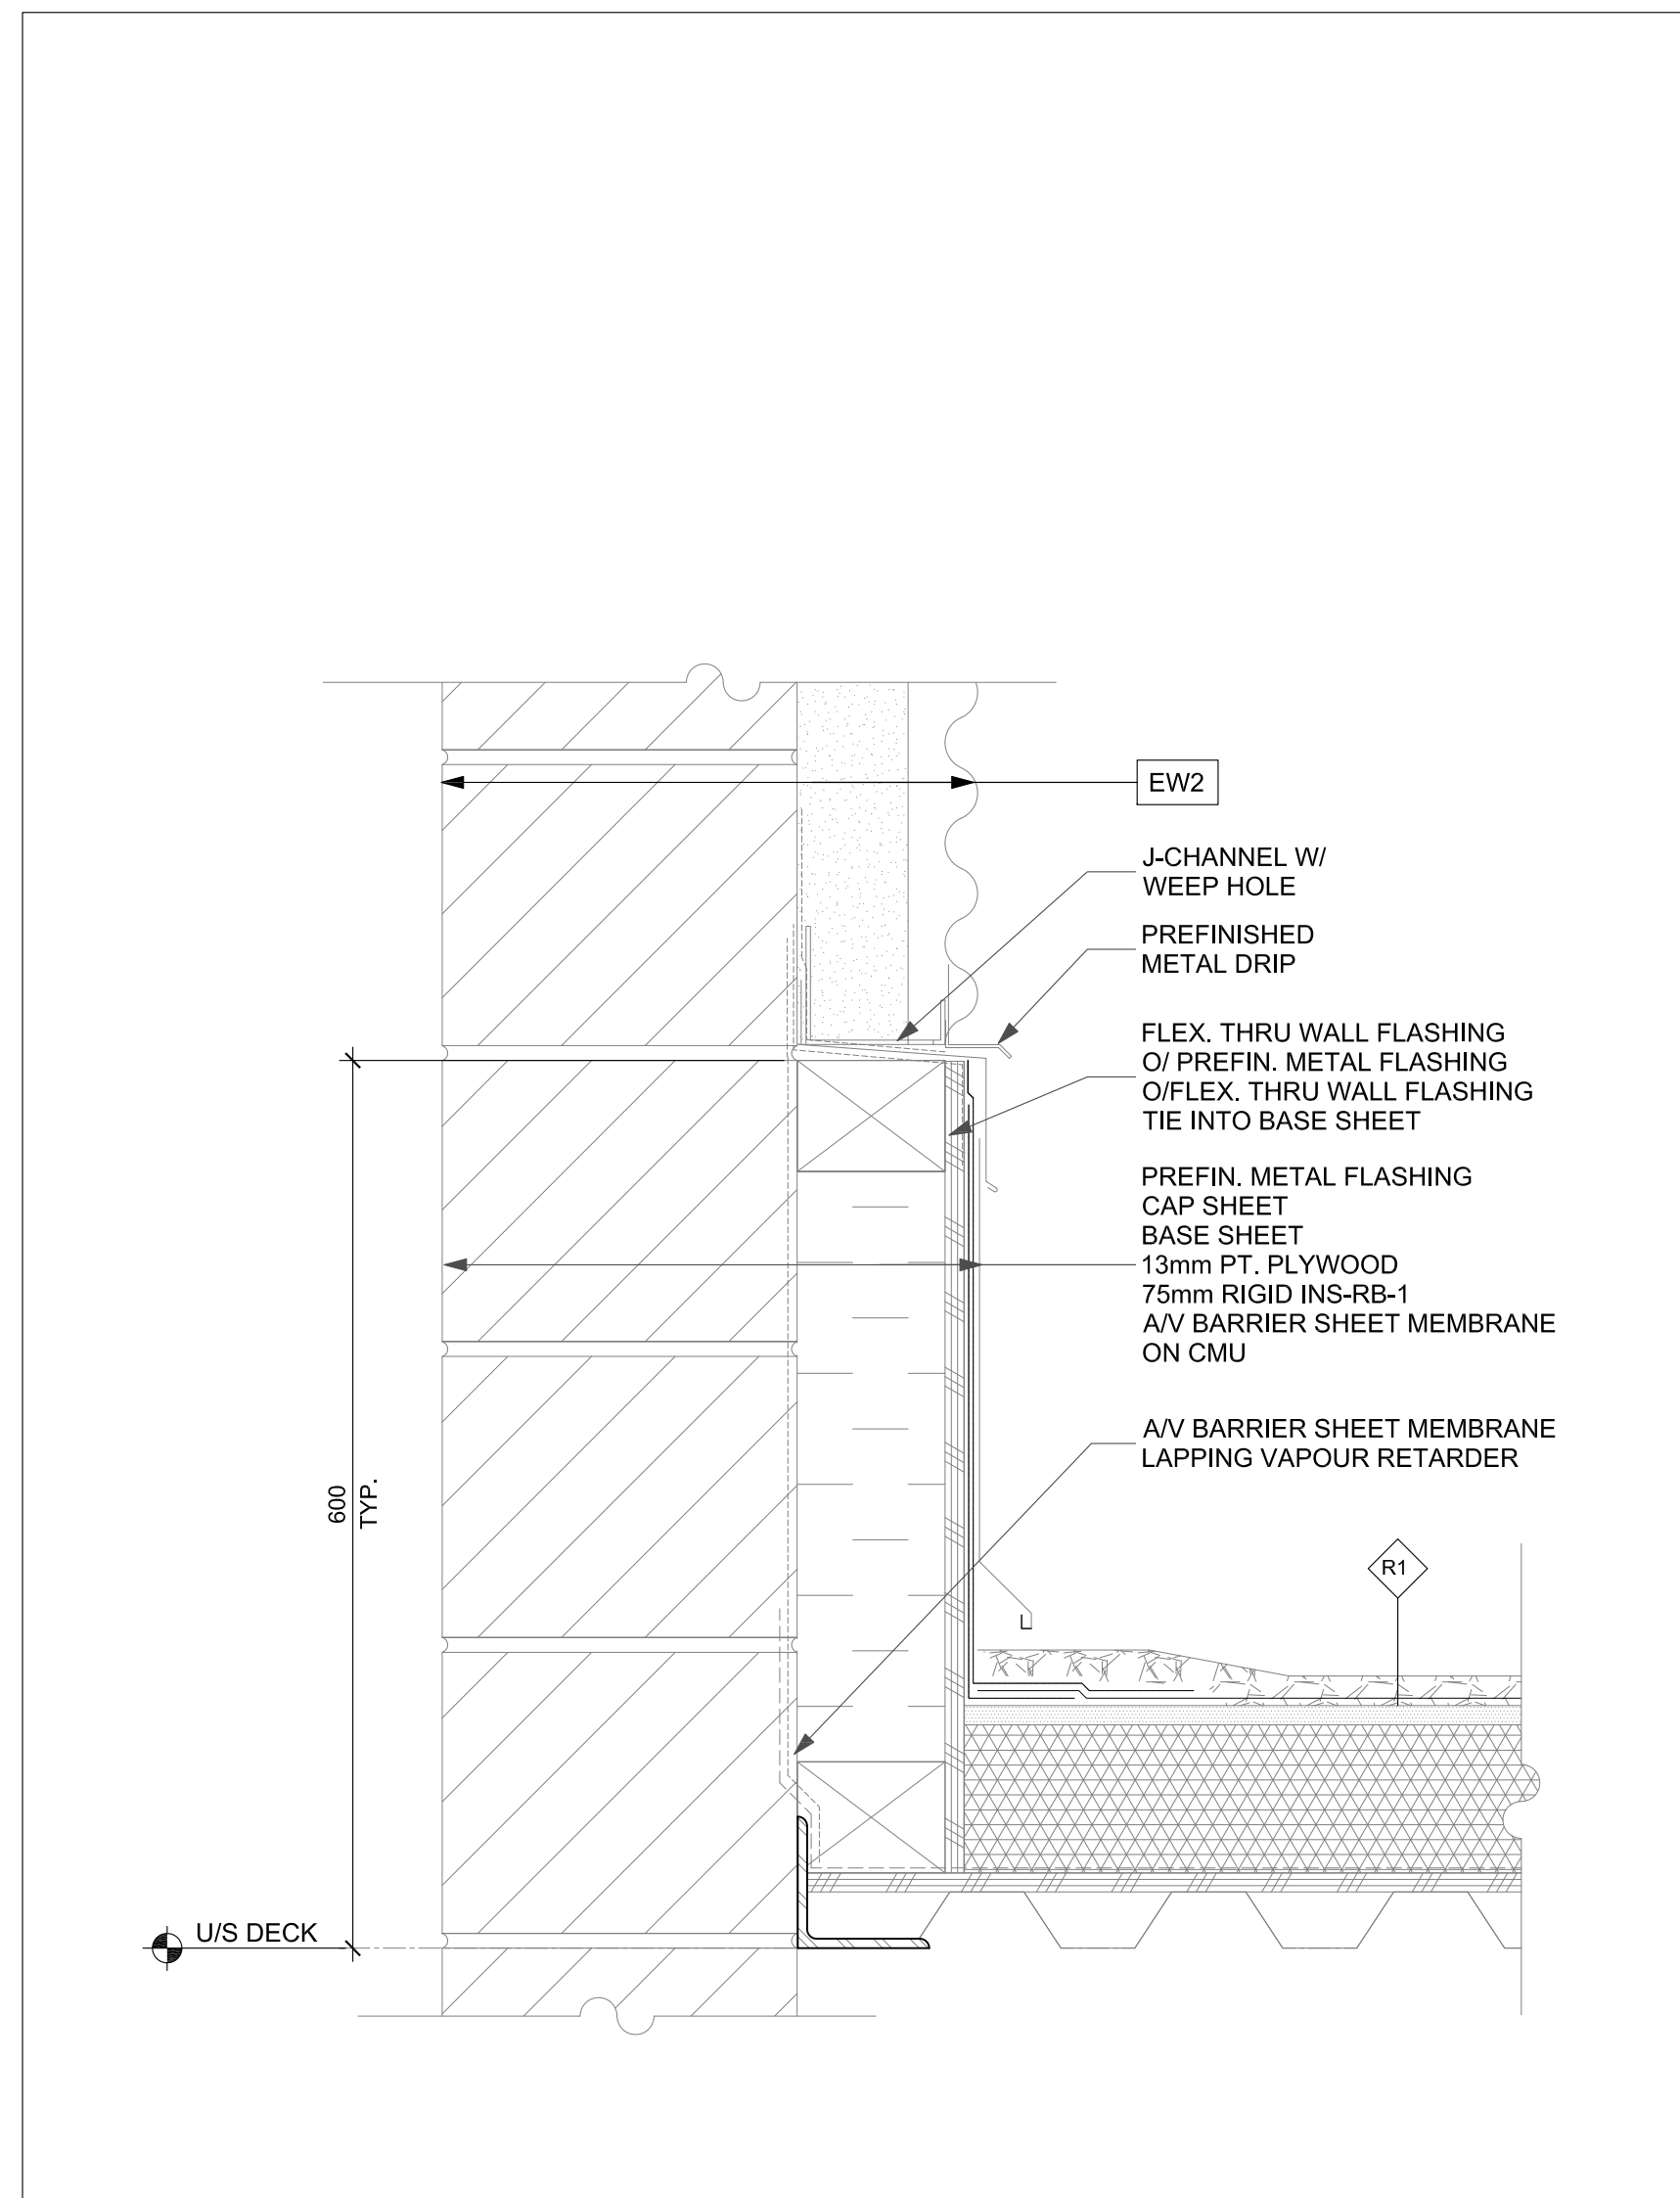 EW2
J-CHANNEL W/
WEEP HOLE
PREFINISHED
METAL DRIP
FLEX. THRU WALL FLASHING
O/ PREFIN. METAL FLASHING
O/FLEX. THRU WALL FLASHING
TIE INTO BASE SHEET
PREFIN. METAL FLASHING
CAP SHEET
BASE SHEET
13mm PT. PLYWOOD
75mm RIGID INS-RB-1
A/V BARRIER SHEET MEMBRANE
ON CMU
A/V BARRIER SHEET MEMBRANE
LAPPING VAPOUR RETARDER
600
TYP.
R1
U/S DECK